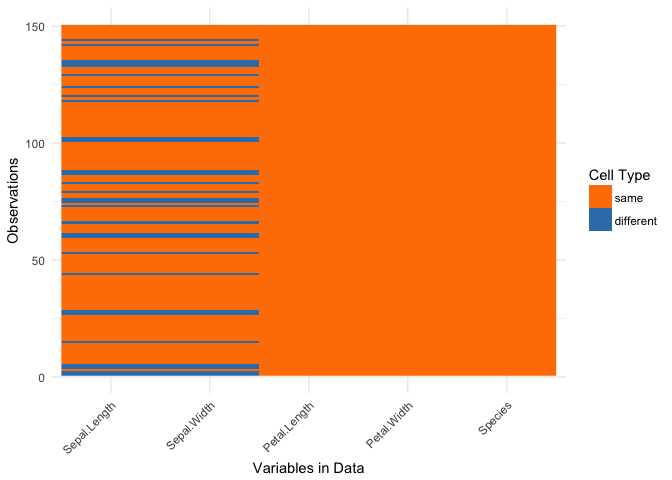 150
100
50
0
Observations
Sepal.Length
Sepal.Width
Petal.Length
Petal.Width
Species
Variables in Data
Cell Type
same
different